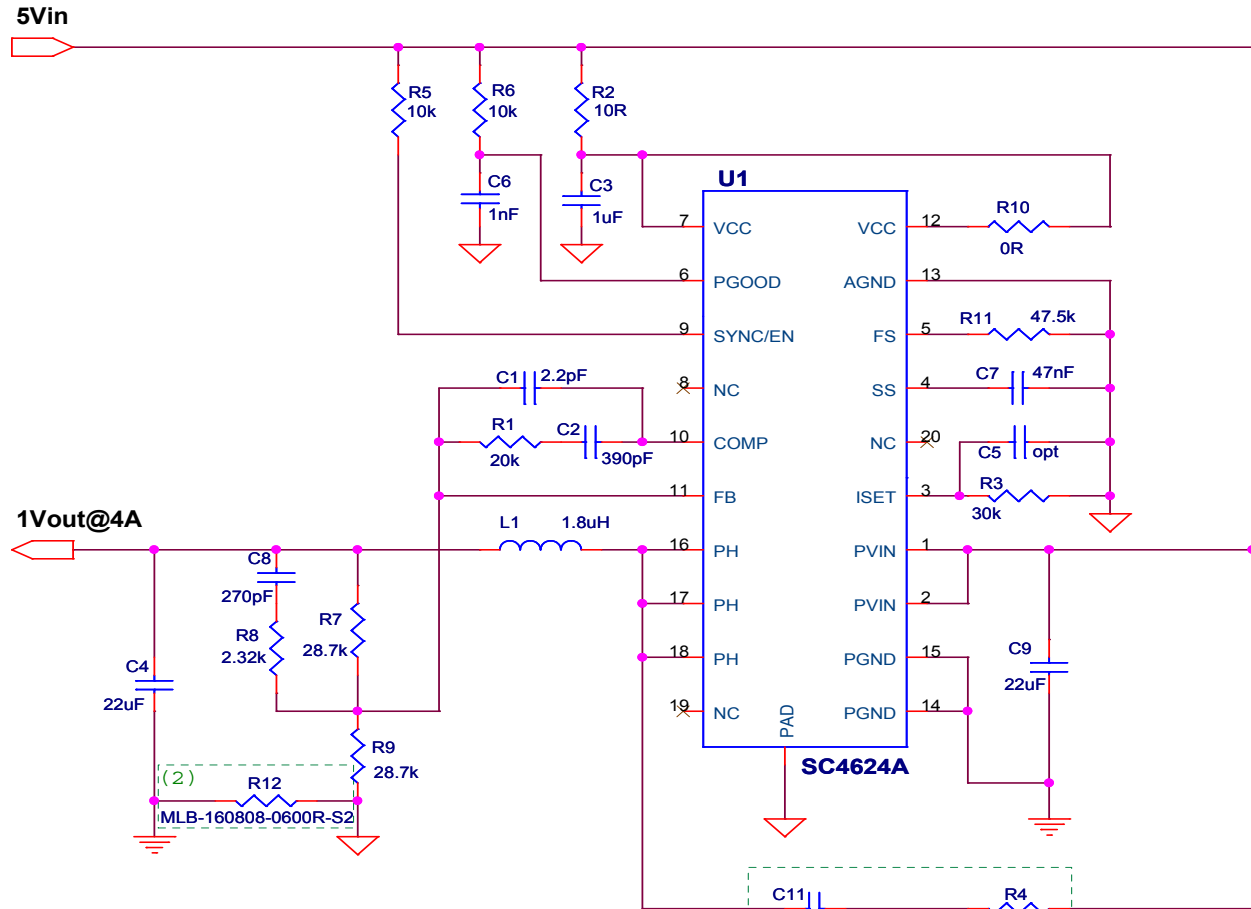 5Vin
R5
10k
R6
10k
R2
10R
C6
1nF
C3
1uF
U1
7
VCC
VCC
12
R10
0R
6
PGOOD
AGND
13
9
SYNC/EN
FS
5
R11
47.5k
8
NC
SS
4
C7
47nF
C1
2.2pF
R1
20k
C2
390pF
10
COMP
NC
20
C5
opt
11
FB
ISET
3
R3
30k
1Vout@4A
L1
1.8uH
16
PH
PVIN
1
17
PH
PVIN
2
18
PH
PGND
15
19
NC
PGND
14
PAD
SC4624A
C8
270pF
R8
2.32k
R7
28.7k
C4
22uF
C9
22uF
R9
28.7k
(2)
R12
MLB-160808-0600R-S2
C11
R4